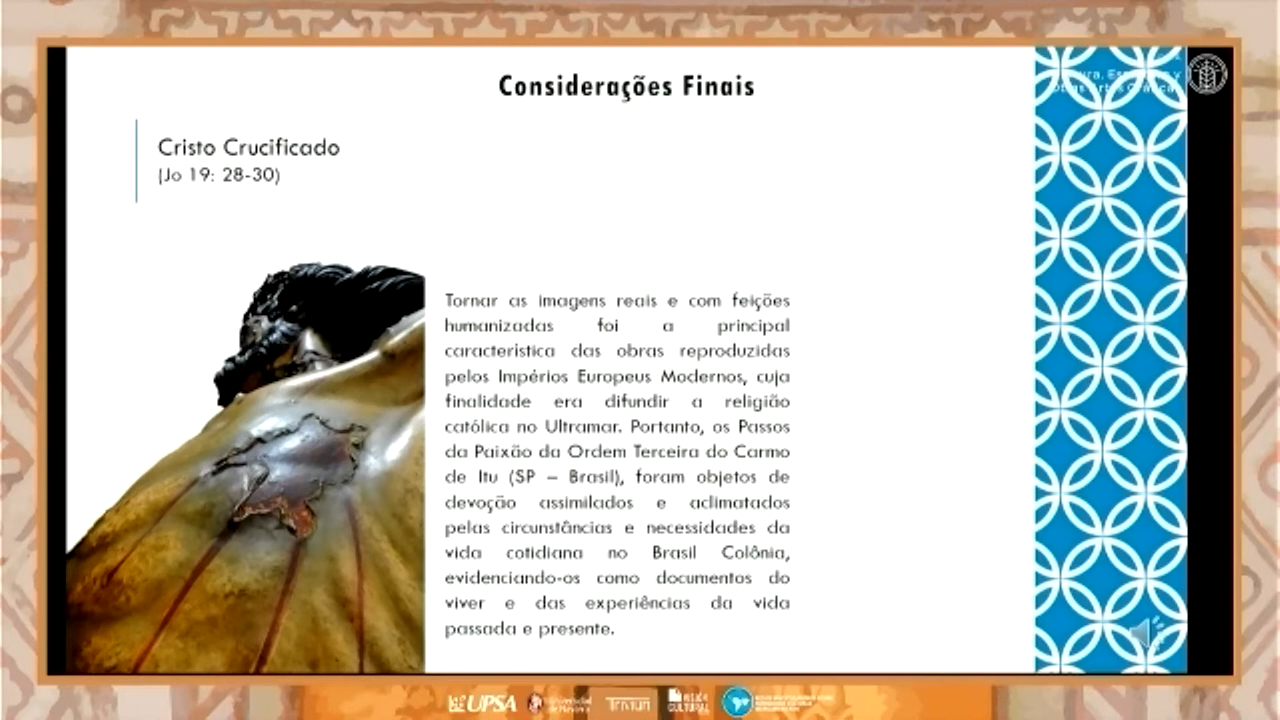 Considerações Finais
Cristo Crucificado
(Jo 19: 28-30)
Tornar as imagens reais e com feições
humanizadas foi a principal
característica das obras reproduzidas
pelos Impérios Europeus Modernos, cuja
finalidade era difundir a religião
católica no Ultramar. Portanto, os Passos
da Paixão da Ordem Terceira do Carmo
de Itu (SP – Brasil), foram objetos de
devoção assimilados e aclimatados
pelas circunstâncias e necessidades da
vida cotidiana no Brasil Colônia,
evidenciando-os como documentos do
viver e das experiências da vida
passada e presente.
UPSA
Universidad
de Navarra